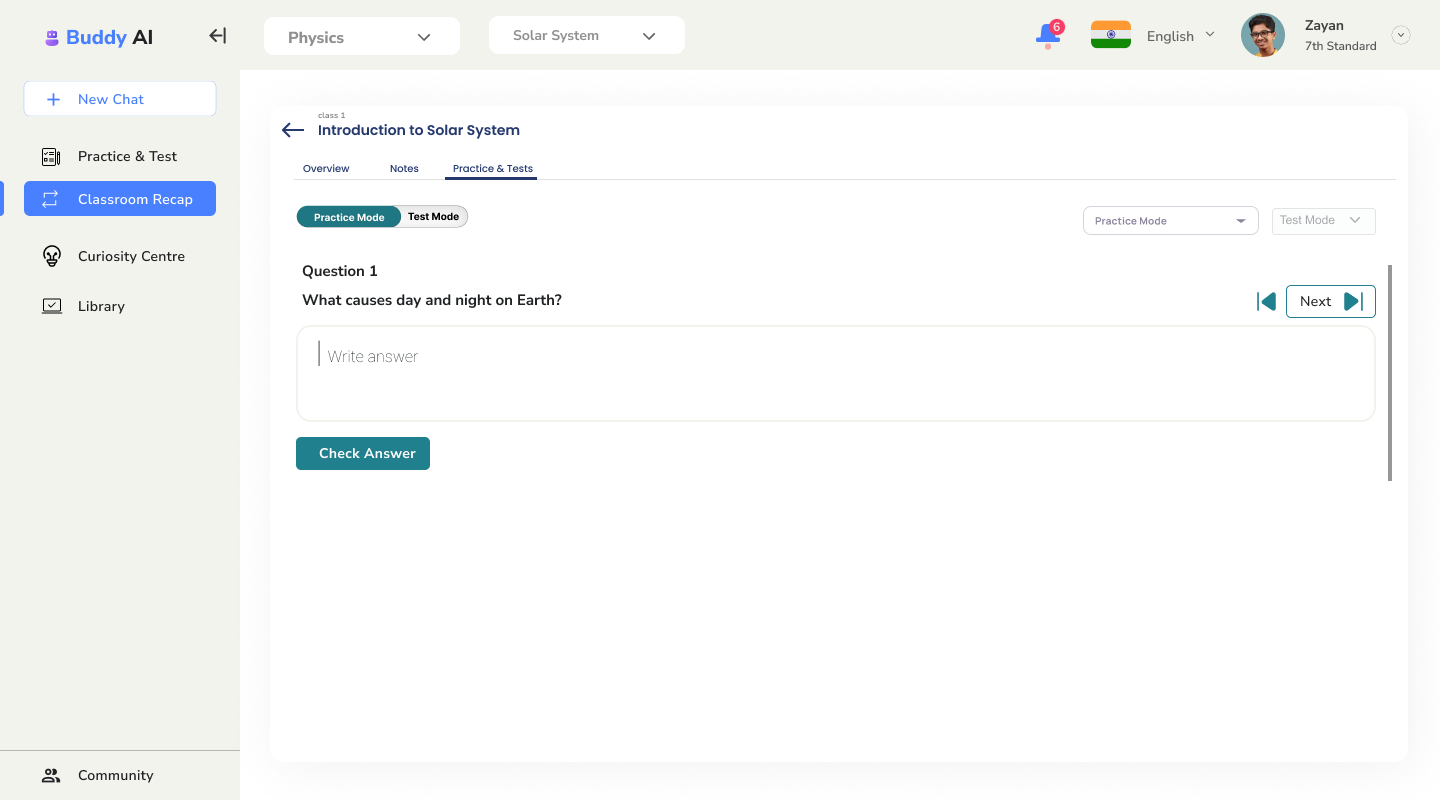 Buddy AI
Physics
Solar System
6
English
Zayan
7th Standard
New Chat
Practice & Test
Classroom Recap
Curiosity Centre
Library
Community
class 1
Introduction to Solar System
Overview Notes Practice & Tests
Practice Mode Test Mode
Practice Mode
Test Mode
Question 1
What causes day and night on Earth?
Next
Write answer
Check Answer